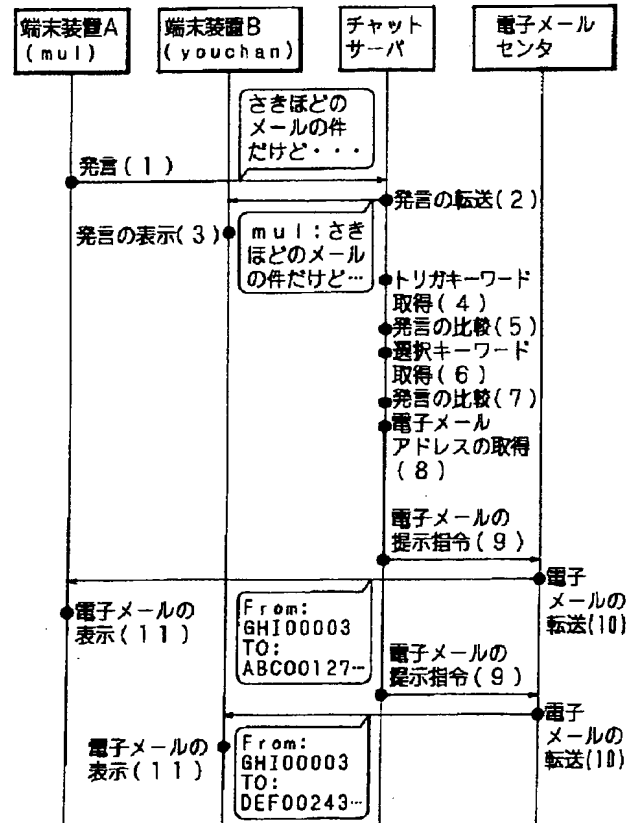 端末装置A
(mul)
端末装置B
(youchan)
チャット
サーバ
電子メール
センタ
さきほどの
メールの件
だけど・・・
発言(1)
発言の転送(2)
発言の表示(3)
mul:さき
ほどのメール
の件だけど…
トリガキーワード
取得(4)
発言の比較(5)
選択キーワード
取得(6)
発言の比較(7)
電子メール
アドレスの取得
(8)
電子メールの
提示指令(9)
電子
メールの
転送(10)
電子メールの
表示(11)
From:
GHI00003
TO:
ABC00127…
電子メールの
提示指令(9)
電子
メールの
転送(10)
電子メールの
表示(11)
From:
GHI00003
TO:
DEF00243…